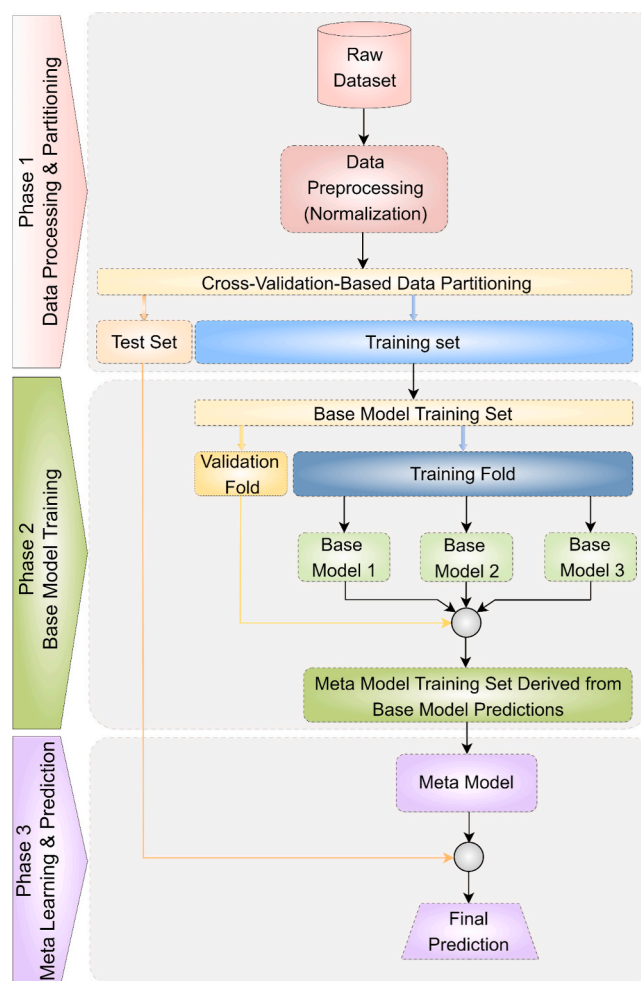 Phase 1
Data Processing & Partitioning
Raw
Dataset
Data
Preprocessing
(Normalization)
Cross-Validation-Based Data Partitioning
Test Set
Training set
Phase 2
Base Model Training
Base Model Training Set
Validation
Fold
Training Fold
Base
Model 1
Base
Model 2
Base
Model 3
Meta Model Training Set Derived from
Base Model Predictions
Phase 3
Meta Learning & Prediction
Meta Model
Final
Prediction